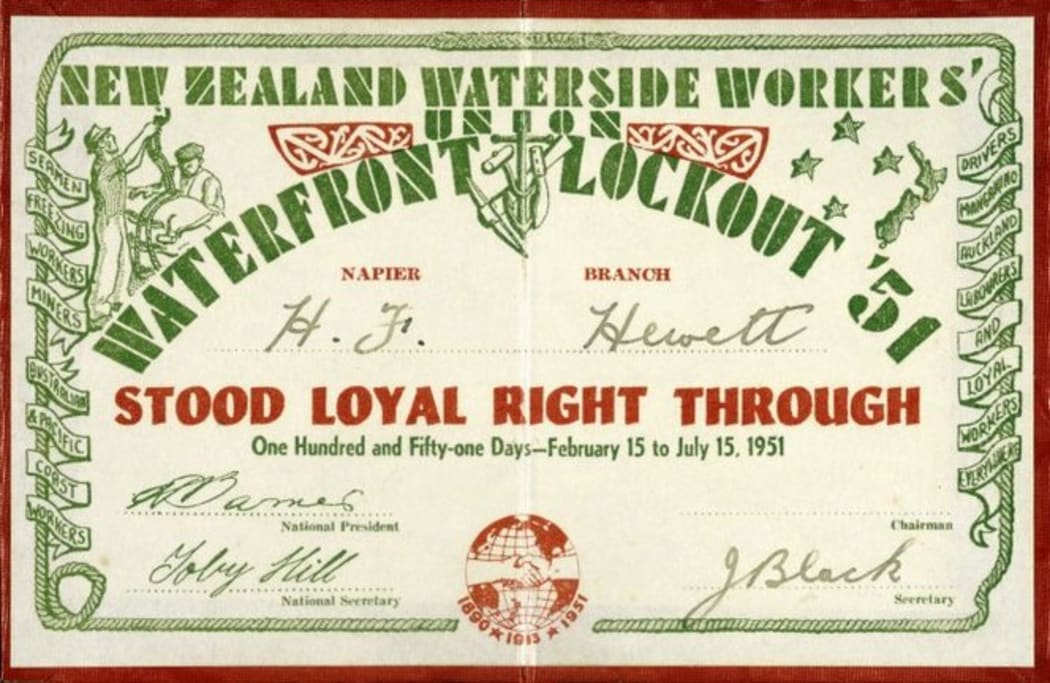 NEW ZEALAND WATERSIDE WORKERS'
UNION
WATERFRONT LOCKOUT '51
SEAMEN
FREEZING
WORKERS
MINERS
AUSTRALIAN
& PACIFIC
COAST
WORKERS
DRIVERS
MANGAKINO
AUCKLAND
LABOURERS
AND
LOYAL
WORKERS
EVERYWHERE
NAPIER BRANCH
H. F. Hewett
STOOD LOYAL RIGHT THROUGH
One Hundred and Fifty-one Days—February 15 to July 15, 1951
Barnes
National President
Chairman
Toby Hill
National Secretary
J Black
Secretary
1890 ★ 1913 ★ 1951